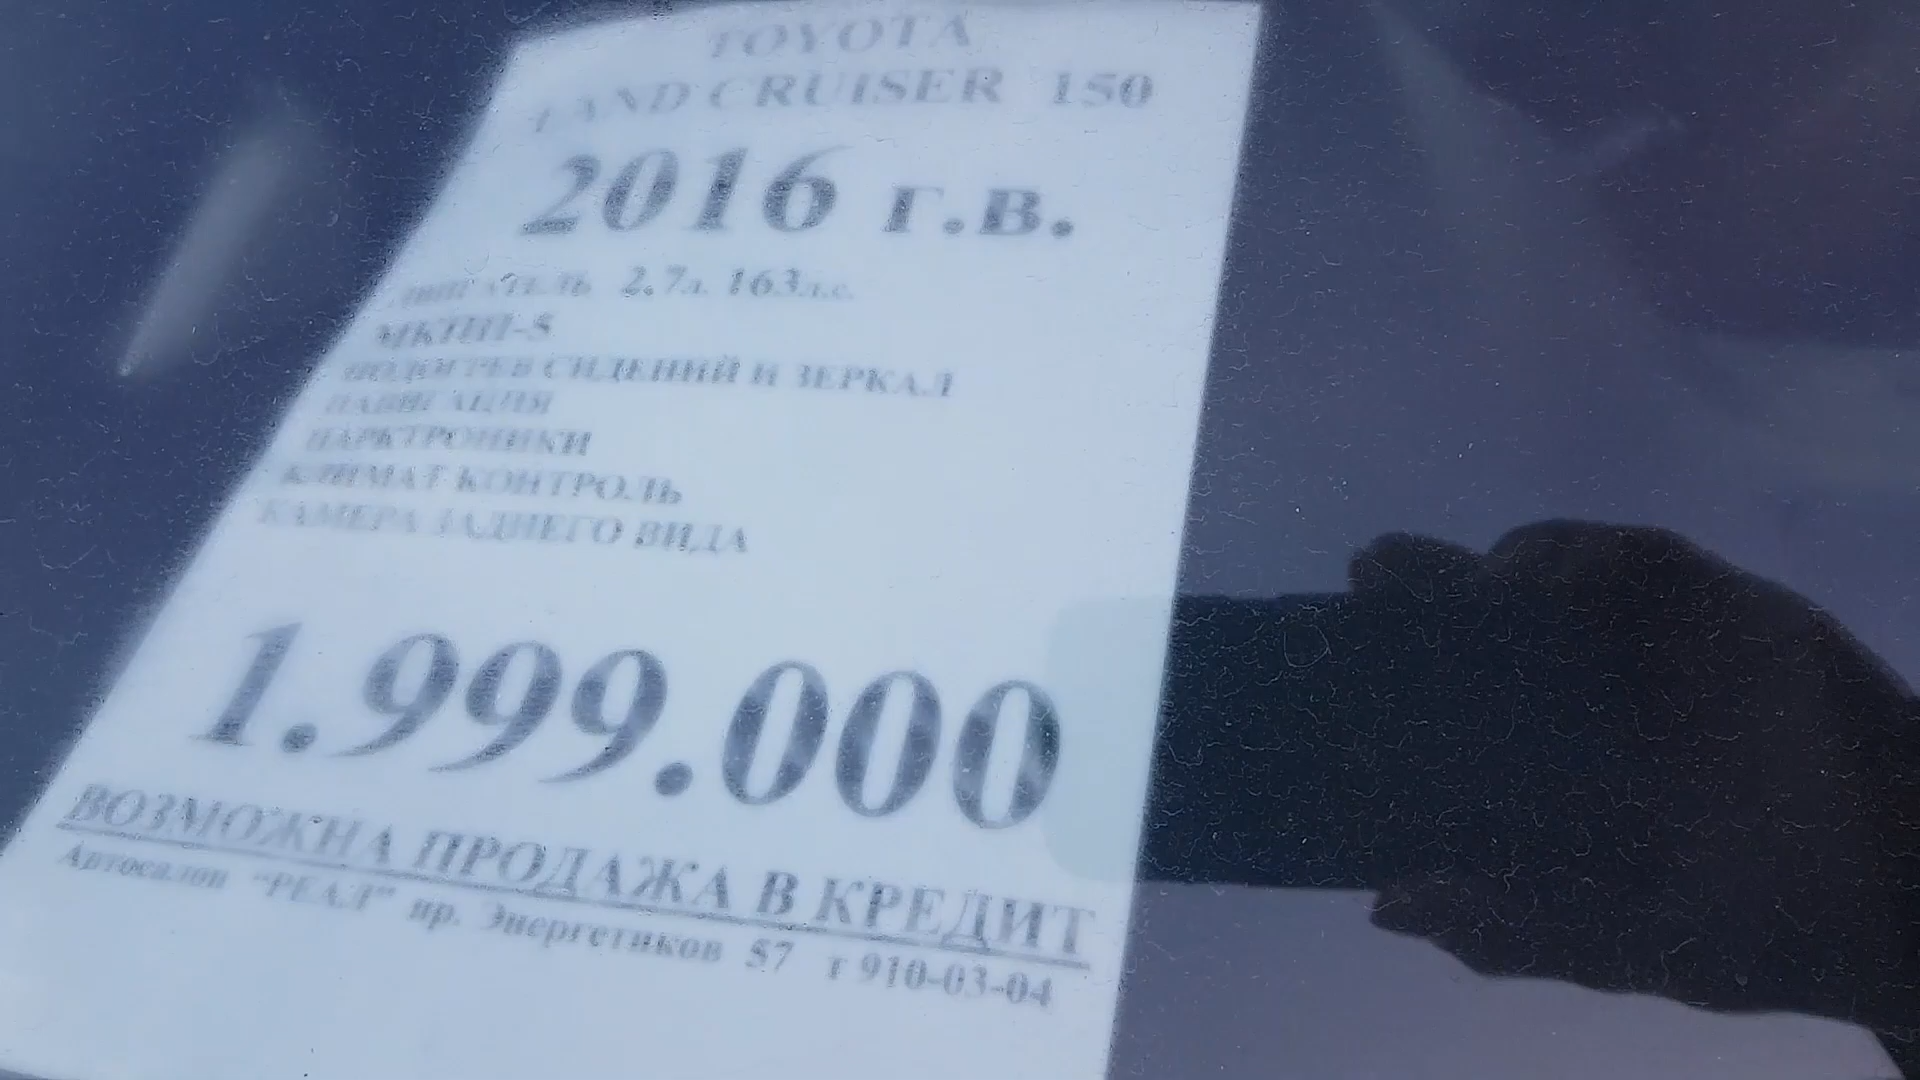 TOYOTA
LAND CRUISER 150
2016 г.в.
ДВИГАТЕЛЬ 2.7л. 163л.с.
МКПП-5
ПОДОГРЕВ СИДЕНИЙ И ЗЕРКАЛ
НАВИГАЦИЯ
ПАРКТРОНИКИ
КЛИМАТ КОНТРОЛЬ
КАМЕРА ЗАДНЕГО ВИДА
1.999.000
ВОЗМОЖНА ПРОДАЖА В КРЕДИТ
Автосалон "РЕАЛ" пр. Энергетиков 57 т 910-03-04